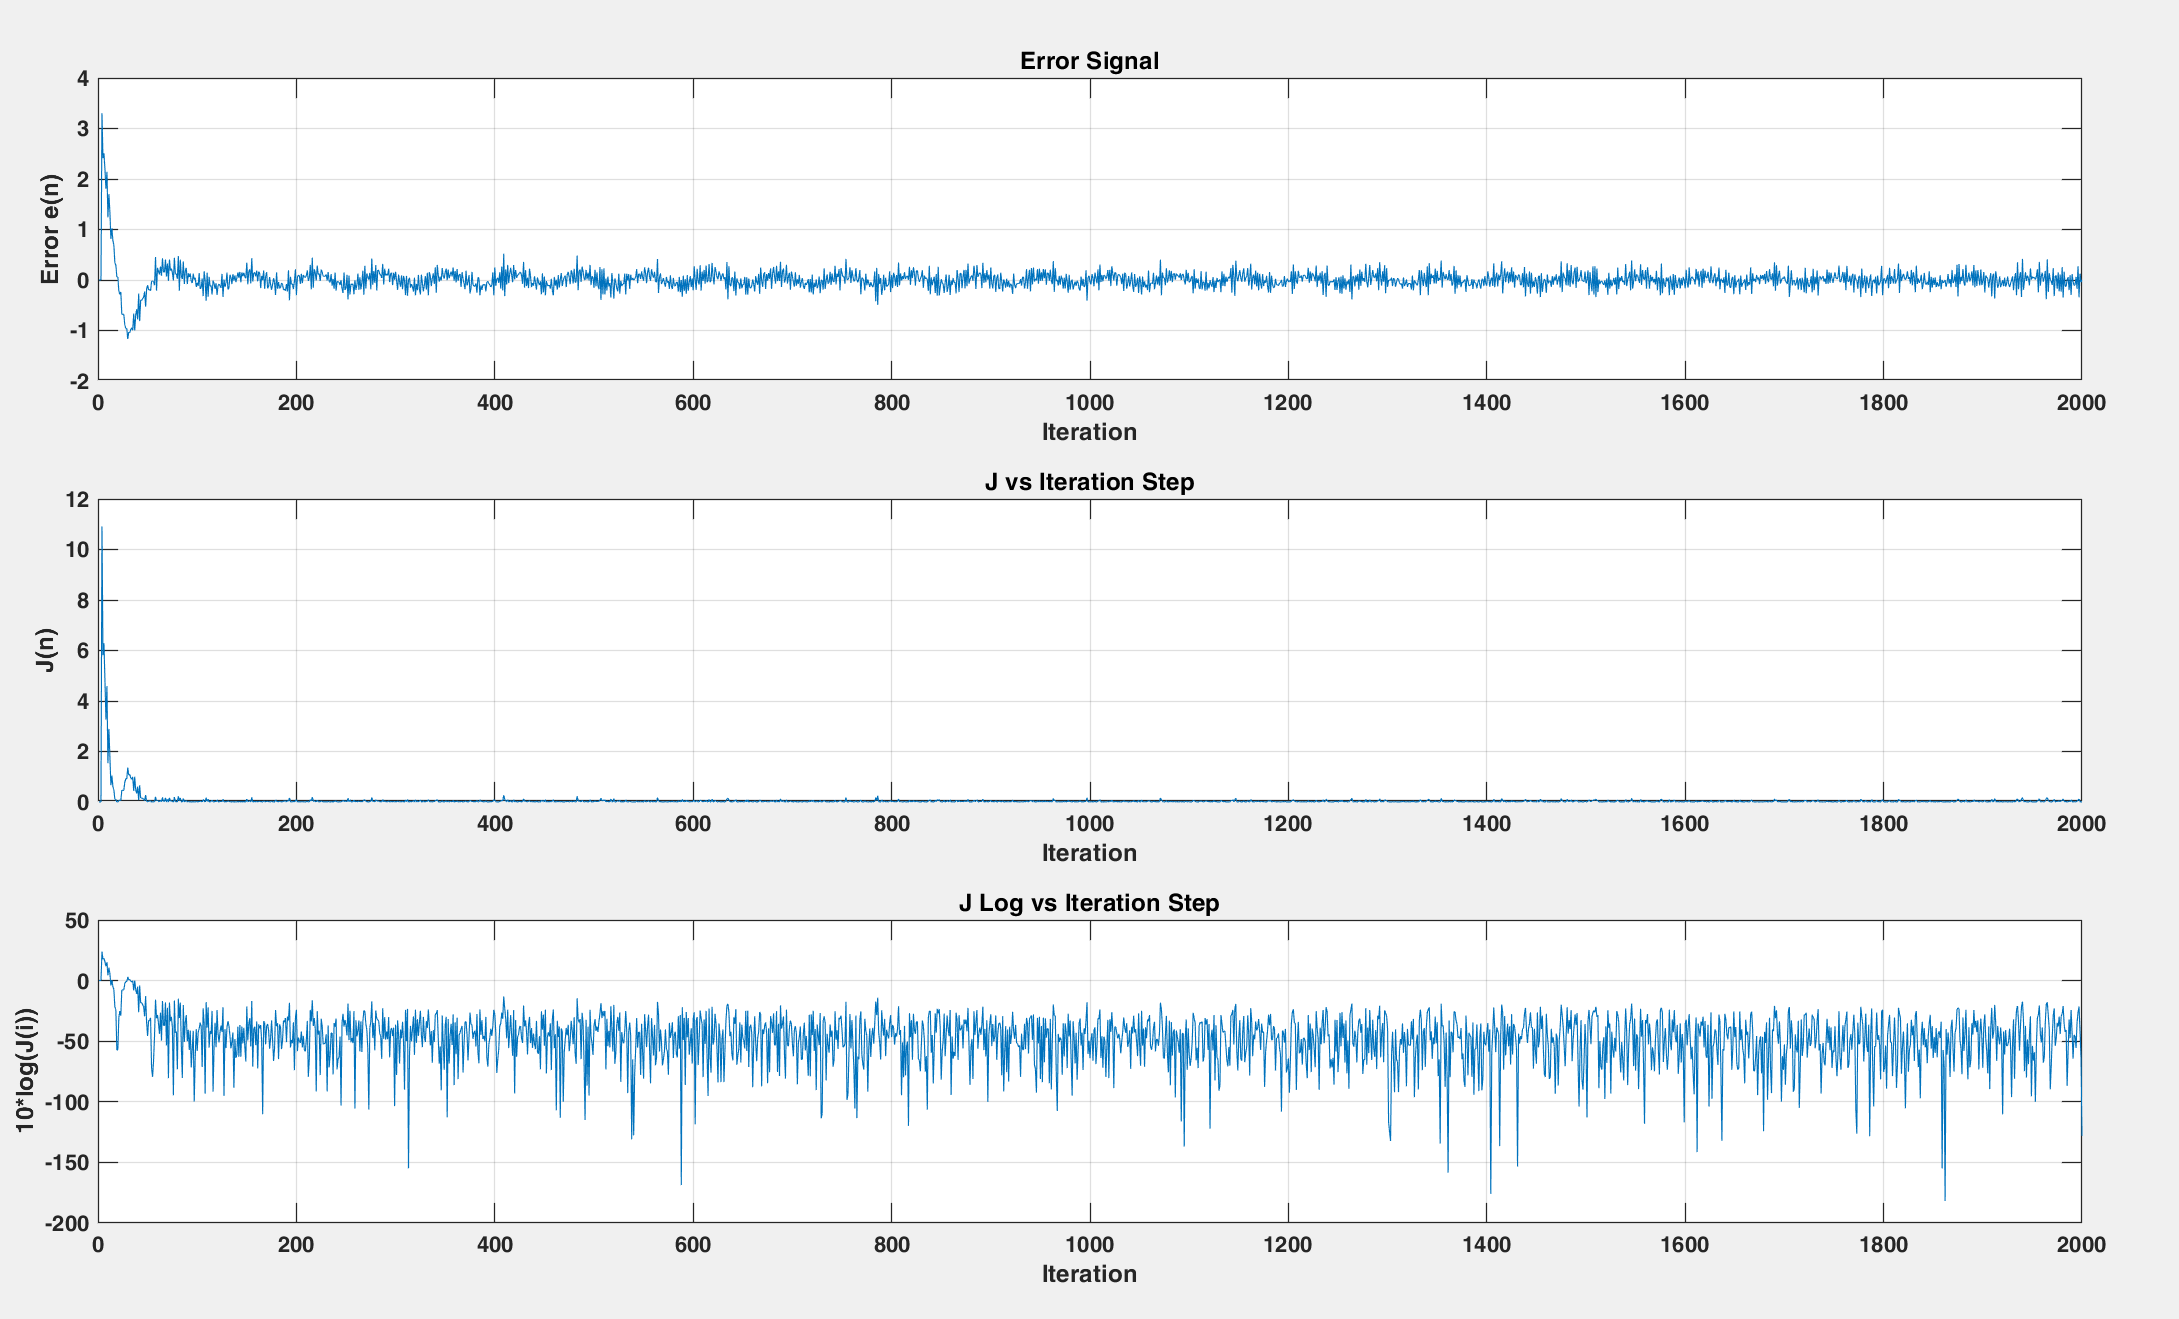 Error Signal
4
3
2
1
0
-1
-2
Error e(n)
0 200 400 600 800 1000 1200 1400 1600 1800 2000
Iteration
J vs Iteration Step
12
10
8
6
4
2
0
J(n)
0 200 400 600 800 1000 1200 1400 1600 1800 2000
Iteration
J Log vs Iteration Step
50
0
-50
-100
-150
-200
10*log(J(i))
0 200 400 600 800 1000 1200 1400 1600 1800 2000
Iteration